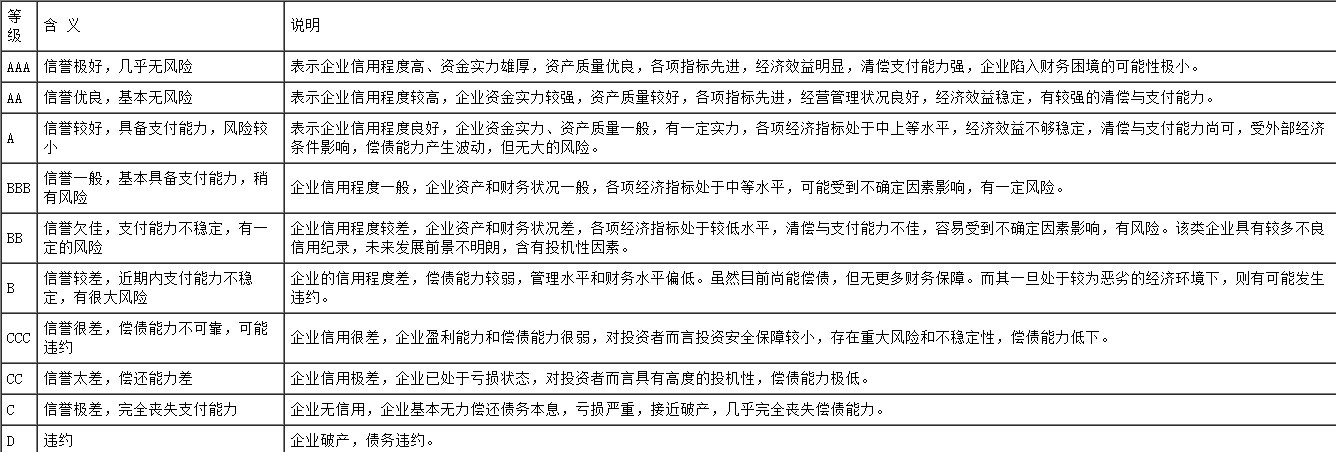 等
级
含 义
说明
AAA
信誉极好，几乎无风险
表示企业信用程度高、资金实力雄厚，资产质量优良，各项指标先进，经济效益明显，清偿支付能力强，企业陷入财务困境的可能性极小。
AA
信誉优良，基本无风险
表示企业信用程度较高，企业资金实力较强，资产质量较好，各项指标先进，经营管理状况良好，经济效益稳定，有较强的清偿与支付能力。
A
信誉较好，具备支付能力，风险较
小
表示企业信用程度良好，企业资金实力、资产质量一般，有一定实力，各项经济指标处于中上等水平，经济效益不够稳定，清偿与支付能力尚可，受外部经济
条件影响，偿债能力产生波动，但无大的风险。
BBB
信誉一般，基本具备支付能力，稍
有风险
企业信用程度一般，企业资产和财务状况一般，各项经济指标处于中等水平，可能受到不确定因素影响，有一定风险。
BB
信誉欠佳，支付能力不稳定，有一
定的风险
企业信用程度较差，企业资产和财务状况差，各项经济指标处于较低水平，清偿与支付能力不佳，容易受到不确定因素影响，有风险。该类企业具有较多不良
信用纪录，未来发展前景不明朗，含有投机性因素。
B
信誉较差，近期内支付能力不稳
定，有很大风险
企业的信用程度差，偿债能力较弱，管理水平和财务水平偏低。虽然目前尚能偿债，但无更多财务保障。而其一旦处于较为恶劣的经济环境下，则有可能发生
违约。
CCC
信誉很差，偿债能力不可靠，可能
违约
企业信用很差，企业盈利能力和偿债能力很弱，对投资者而言投资安全保障较小，存在重大风险和不稳定性，偿债能力低下。
CC
信誉太差，偿还能力差
企业信用极差，企业已处于亏损状态，对投资者而言具有高度的投机性，偿债能力极低。
C
信誉极差，完全丧失支付能力
企业无信用，企业基本无力偿还债务本息，亏损严重，接近破产，几乎完全丧失偿债能力。
D
违约
企业破产，债务违约。